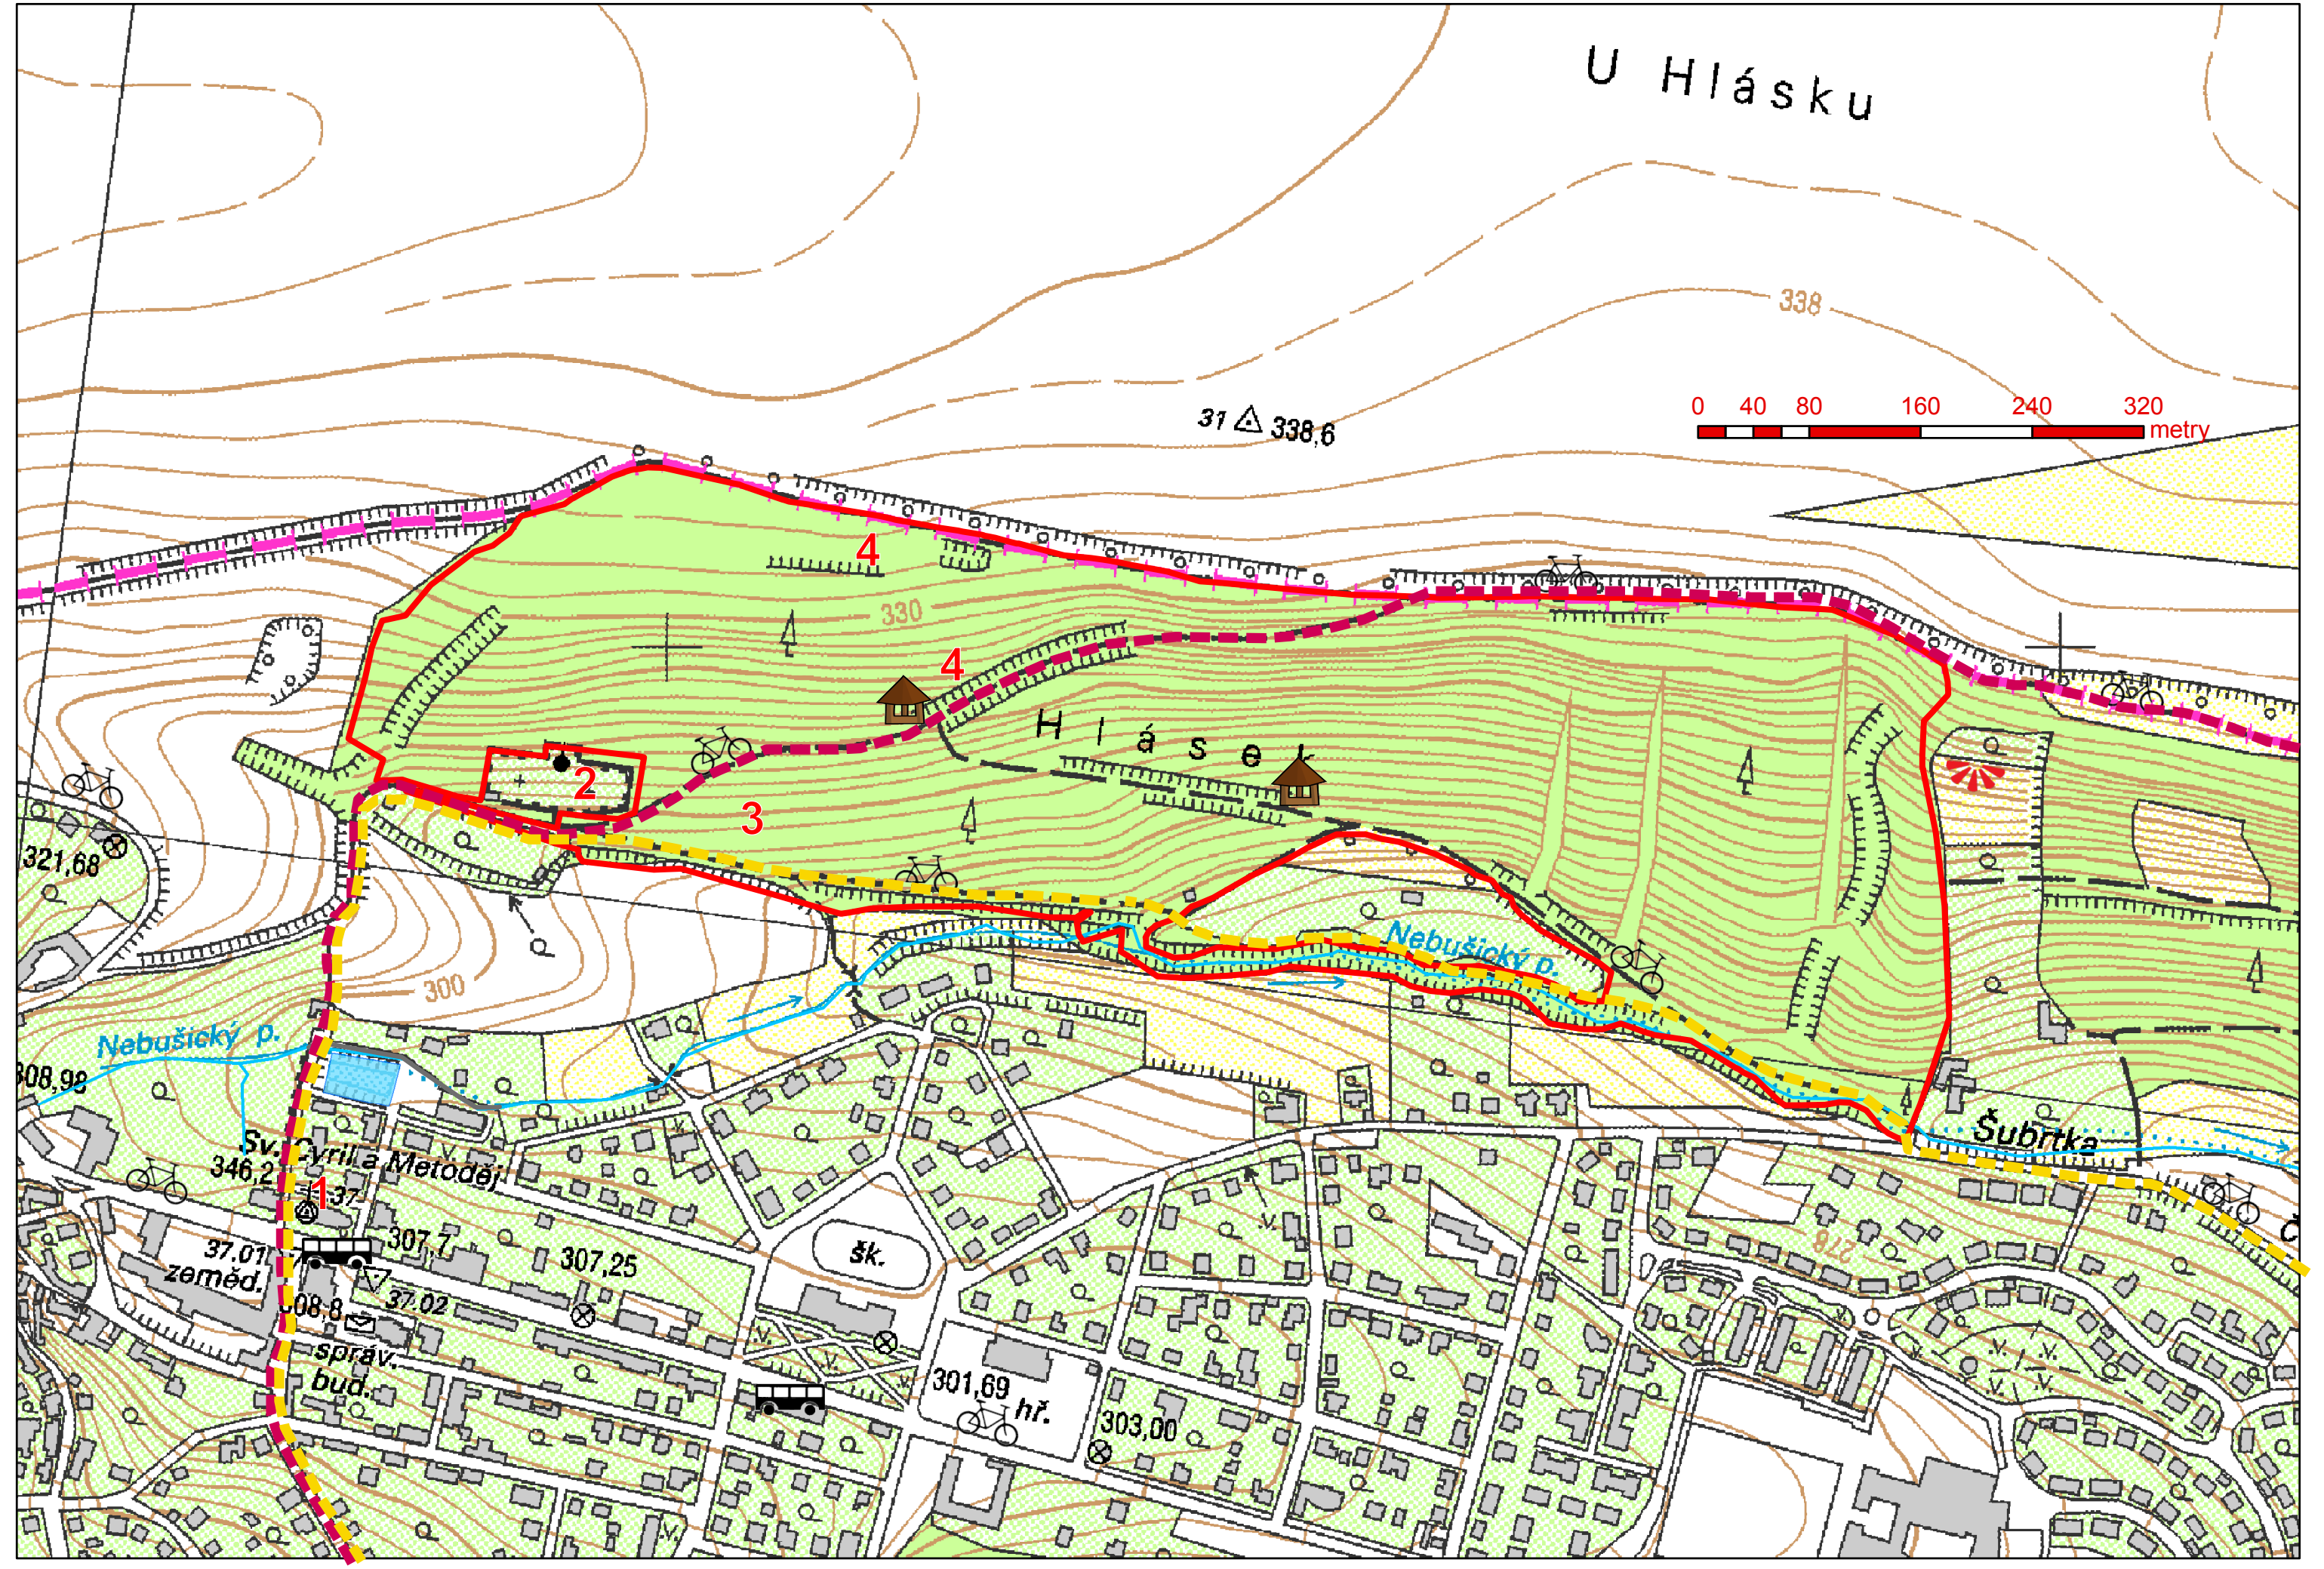 U Hlásku
338
0 40 80 160 240 320
metry
31 338,6
4
330
4
Hlásek
2
3
321,68
Nebušický p.
300
Nebušický p.
308,98
Šubrtka
Sv. Cyril a Metoděj
346,2
1
37
37.01
307,7
307,25
šk.
zeměd.
278
37.02
308,8
správ.
bud.
301,69
hř.
303,00